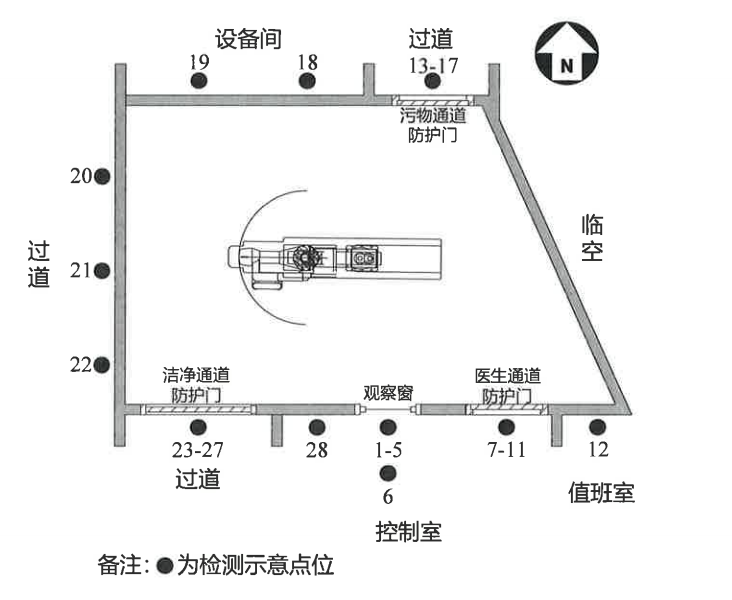 设备间
过道
19
18
13-17
N
污物通道
防护门
20
临空
过道
21
22
洁净通道
防护门
观察窗
医生通道
防护门
23-27
28
1-5
7-11
12
过道
6
值班室
控制室
备注：●为检测示意点位